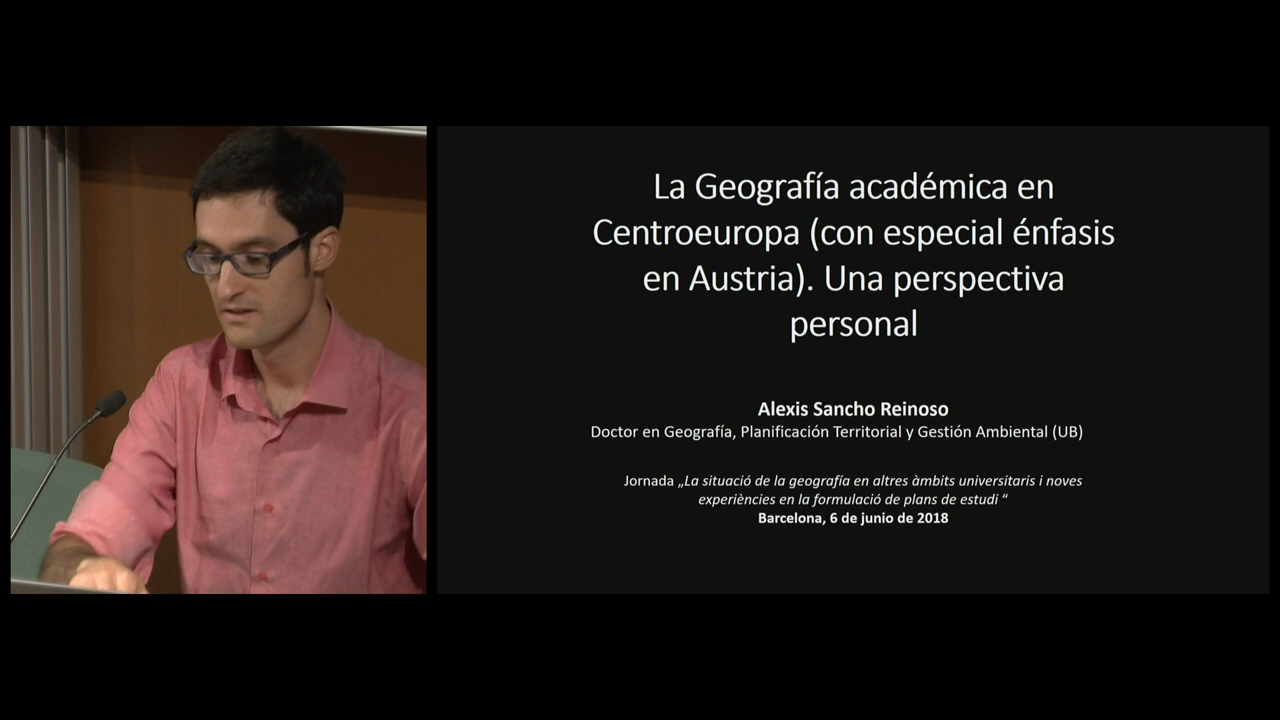 La Geografía académica en
Centroeuropa (con especial énfasis
en Austria). Una perspectiva
personal
Alexis Sancho Reinoso
Doctor en Geografía, Planificación Territorial y Gestión Ambiental (UB)
Jornada „La situació de la geografía en altres àmbits universitaris i noves
experiències en la formulació de plans de estudi “
Barcelona, 6 de junio de 2018